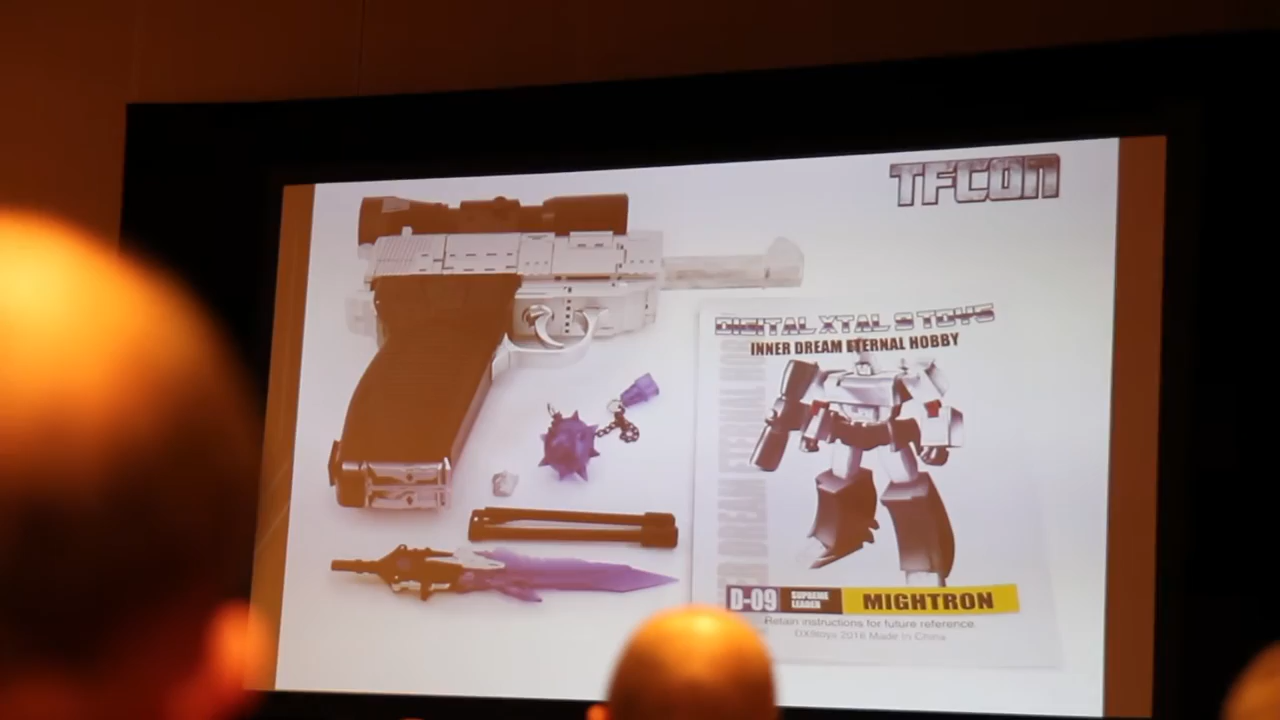 TFCON
DIGITAL XTAL 9 TOYS
INNER DREAM ETERNAL HOBBY
D-09 SUPREME LEADER MIGHTRON
Retain instructions for future reference.
DX9toys 2016 Made in China